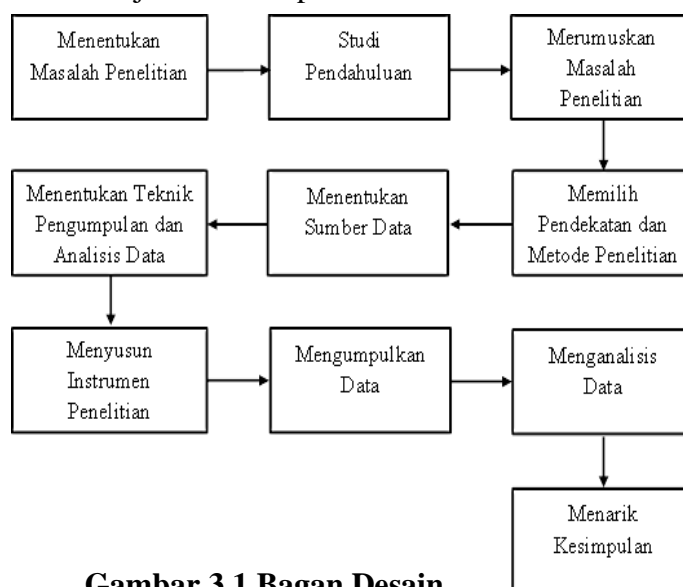 Menentukan
Masalah Penelitian
Studi
Pendahuluan
Merumuskan
Masalah
Penelitian
Memilih
Pendekatan dan
Metode Penelitian
Menentukan
Sumber Data
Menentukan Teknik
Pengumpulan dan
Analisis Data
Menyusun
Instrumen
Penelitian
Mengumpulkan
Data
Menganalisis
Data
Menarik
Kesimpulan
Gambar 3.1 Bagan Desain